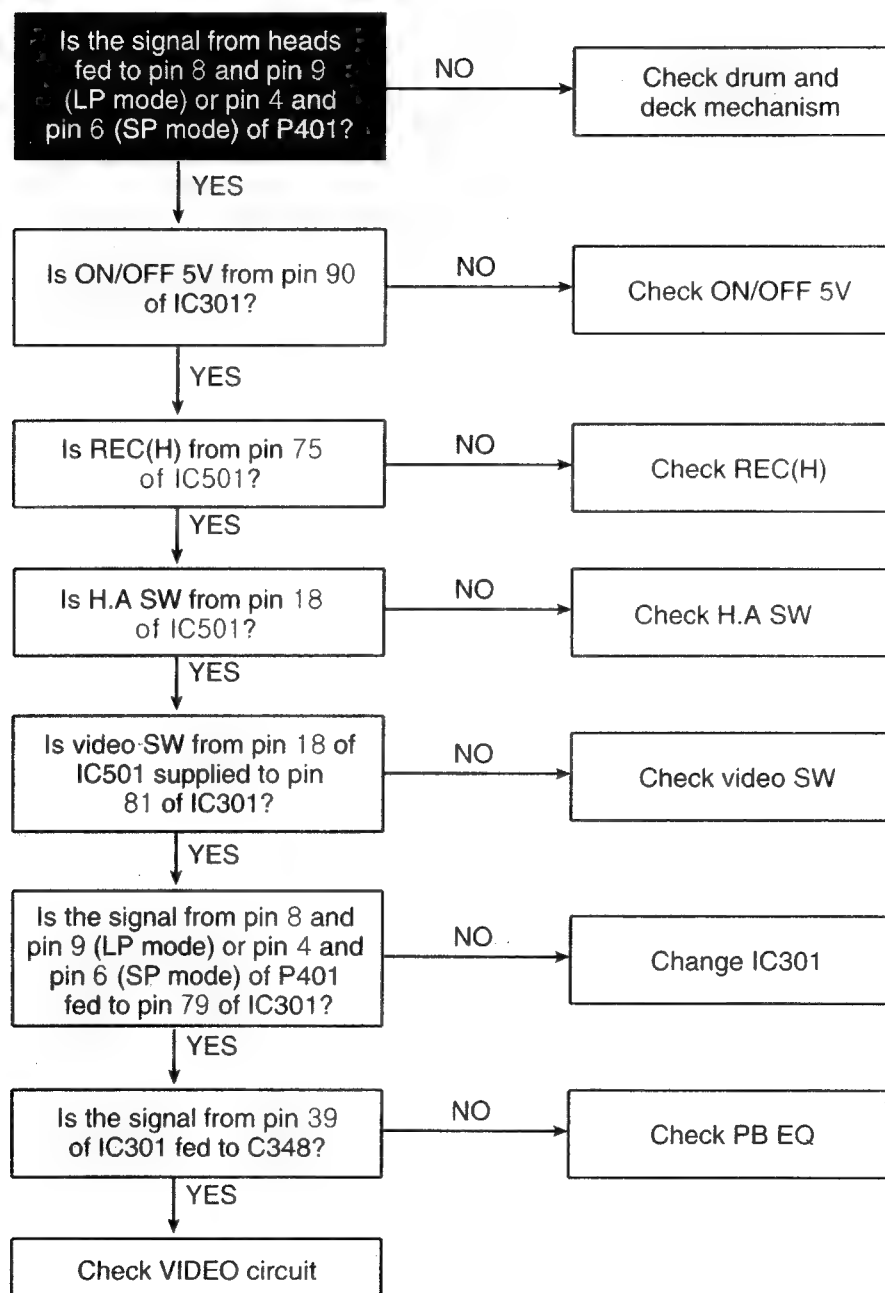 Is the signal from heads
fed to pin 8 and pin 9
(LP mode) or pin 4 and
pin 6 (SP mode) of P401?
NO
Check drum and
deck mechanism
YES
Is ON/OFF 5V from pin 90
of IC301?
NO
Check ON/OFF 5V
YES
Is REC(H) from pin 75
of IC501?
NO
Check REC(H)
YES
Is H.A SW from pin 18
of IC501?
NO
Check H.A SW
YES
Is video SW from pin 18 of
IC501 supplied to pin
81 of IC301?
NO
Check video SW
YES
Is the signal from pin 8 and
pin 9 (LP mode) or pin 4 and
pin 6 (SP mode) of P401
fed to pin 79 of IC301?
NO
Change IC301
YES
Is the signal from pin 39
of IC301 fed to C348?
NO
Check PB EQ
YES
Check VIDEO circuit